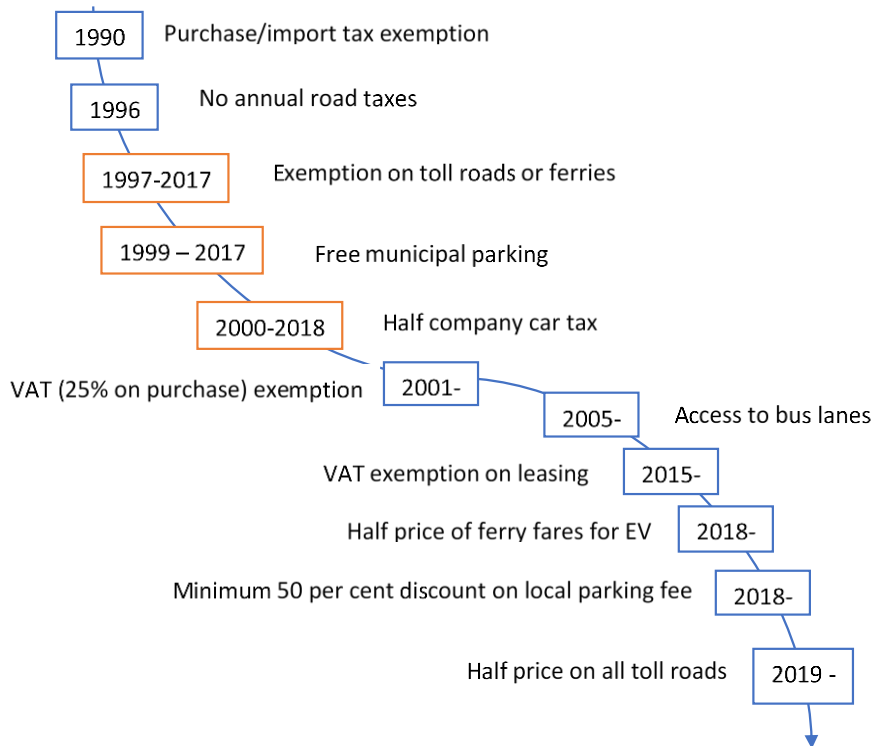 1990 Purchase/import tax exemption
1996 No annual road taxes
1997-2017 Exemption on toll roads or ferries
1999 – 2017 Free municipal parking
2000-2018 Half company car tax
VAT (25% on purchase) exemption 2001-
2005- Access to bus lanes
VAT exemption on leasing 2015-
Half price of ferry fares for EV 2018-
Minimum 50 per cent discount on local parking fee 2018-
Half price on all toll roads 2019 -